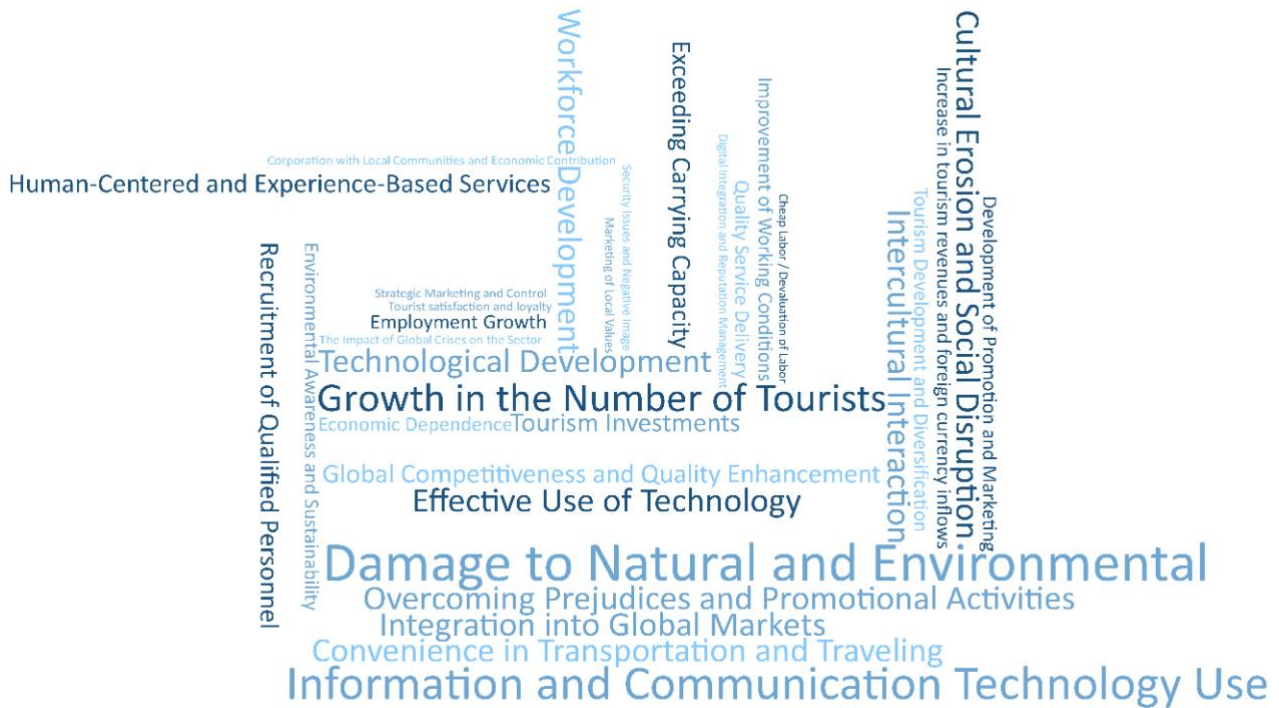 Workforce Development
Exceeding Carrying Capacity
Cultural Erosion and Social Disruption
Increase in tourism revenues and foreign currency inflows
Improvement of Working Conditions
Digital Integration and Reputation Management
Corporation with Local Communities and Economic Contribution
Security Issues and Negative Image
Human-Centered and Experience-Based Services
Quality Service Delivery
Cheap Labor / Devaluation of Labor
Tourism Development and Diversification
Development of Promotion and Marketing
Intercultural Interaction
Marketing of Local Values
Recruitment of Qualified Personnel
Environmental Awareness and Sustainability
Strategic Marketing and Control
Tourist satisfaction and loyalty
Employment Growth
The Impact of Global Crises on the Sector
Technological Development
Growth in the Number of Tourists
Economic Dependence
Tourism Investments
Global Competitiveness and Quality Enhancement
Effective Use of Technology
Damage to Natural and Environmental
Overcoming Prejudices and Promotional Activities
Integration into Global Markets
Convenience in Transportation and Traveling
Information and Communication Technology Use